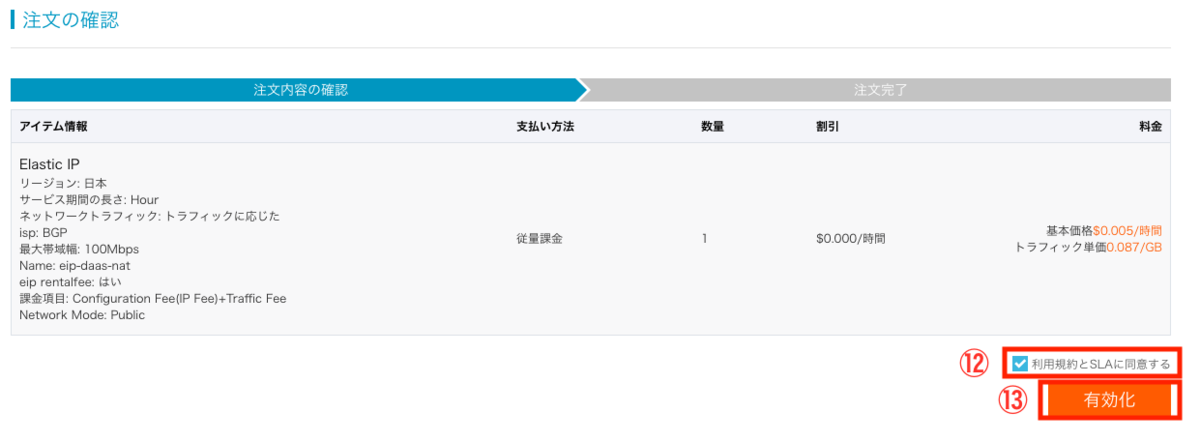 注文の確認
注文内容の確認 注文完了
アイテム情報 支払い方法 数量 割引 料金
Elastic IP
リージョン: 日本
サービス期間の長さ: Hour
ネットワークトラフィック: トラフィックに応じた
isp: BGP
最大帯域幅: 100Mbps
Name: eip-daas-nat
eip rentalfee: はい
課金項目: Configuration Fee(IP Fee)+Traffic Fee
Network Mode: Public
従量課金 1 $0.000/時間
基本価格$0.005/時間
トラフィック単価0.087/GB
⑫ 利用規約とSLAに同意する
⑬ 有効化